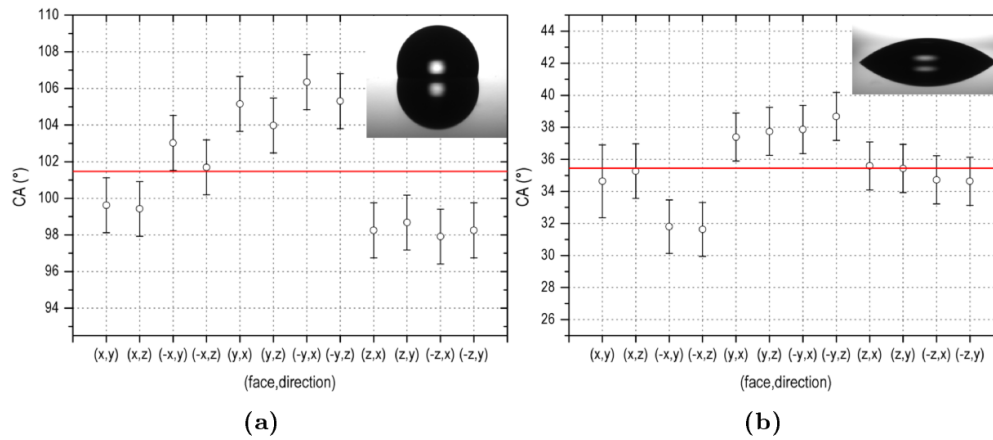 110
108
106
104
102
100
98
96
94
CA (°)
(x,y) (x,z) (-x,y) (-x,z) (y,x) (y,z) (-y,x) (-y,z) (z,x) (z,y) (-z,x) (-z,y)
(face,direction)
(a)
44
42
40
38
36
34
32
30
28
26
CA (°)
(x,y) (x,z) (-x,y) (-x,z) (y,x) (y,z) (-y,x) (-y,z) (z,x) (z,y) (-z,x) (-z,y)
(face,direction)
(b)